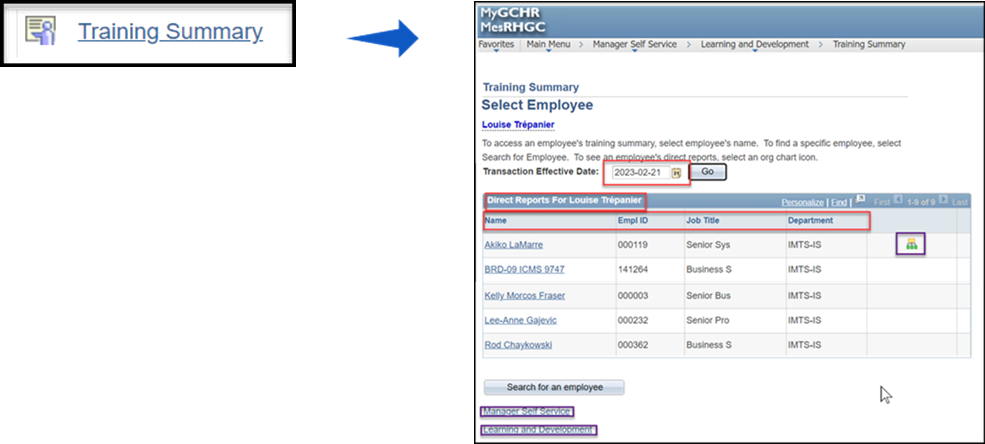 Training Summary
MyGCHR
MesRHGC
Favorites Main Menu > Manager Self Service > Learning and Development > Training Summary
Training Summary
Select Employee
Louise Trépanier
To access an employee's training summary, select employee's name. To find a specific employee, select
Search for Employee. To see an employee's direct reports, select an org chart icon.
Transaction Effective Date: 2023-02-21 Go
Direct Reports For Louise Trépanier Personalize | Find | First 1-9 of 9 Last
Name Empl ID Job Title Department
Akiko LaMarre 000119 Senior Sys IMTS-IS
BRD-09 ICMS 9747 141264 Business S IMTS-IS
Kelly Morcos Fraser 000003 Senior Bus IMTS-IS
Lee-Anne Gajevic 000232 Senior Pro IMTS-IS
Rod Chaykowski 000362 Business S IMTS-IS
Search for an employee
Manager Self Service
Learning and Development